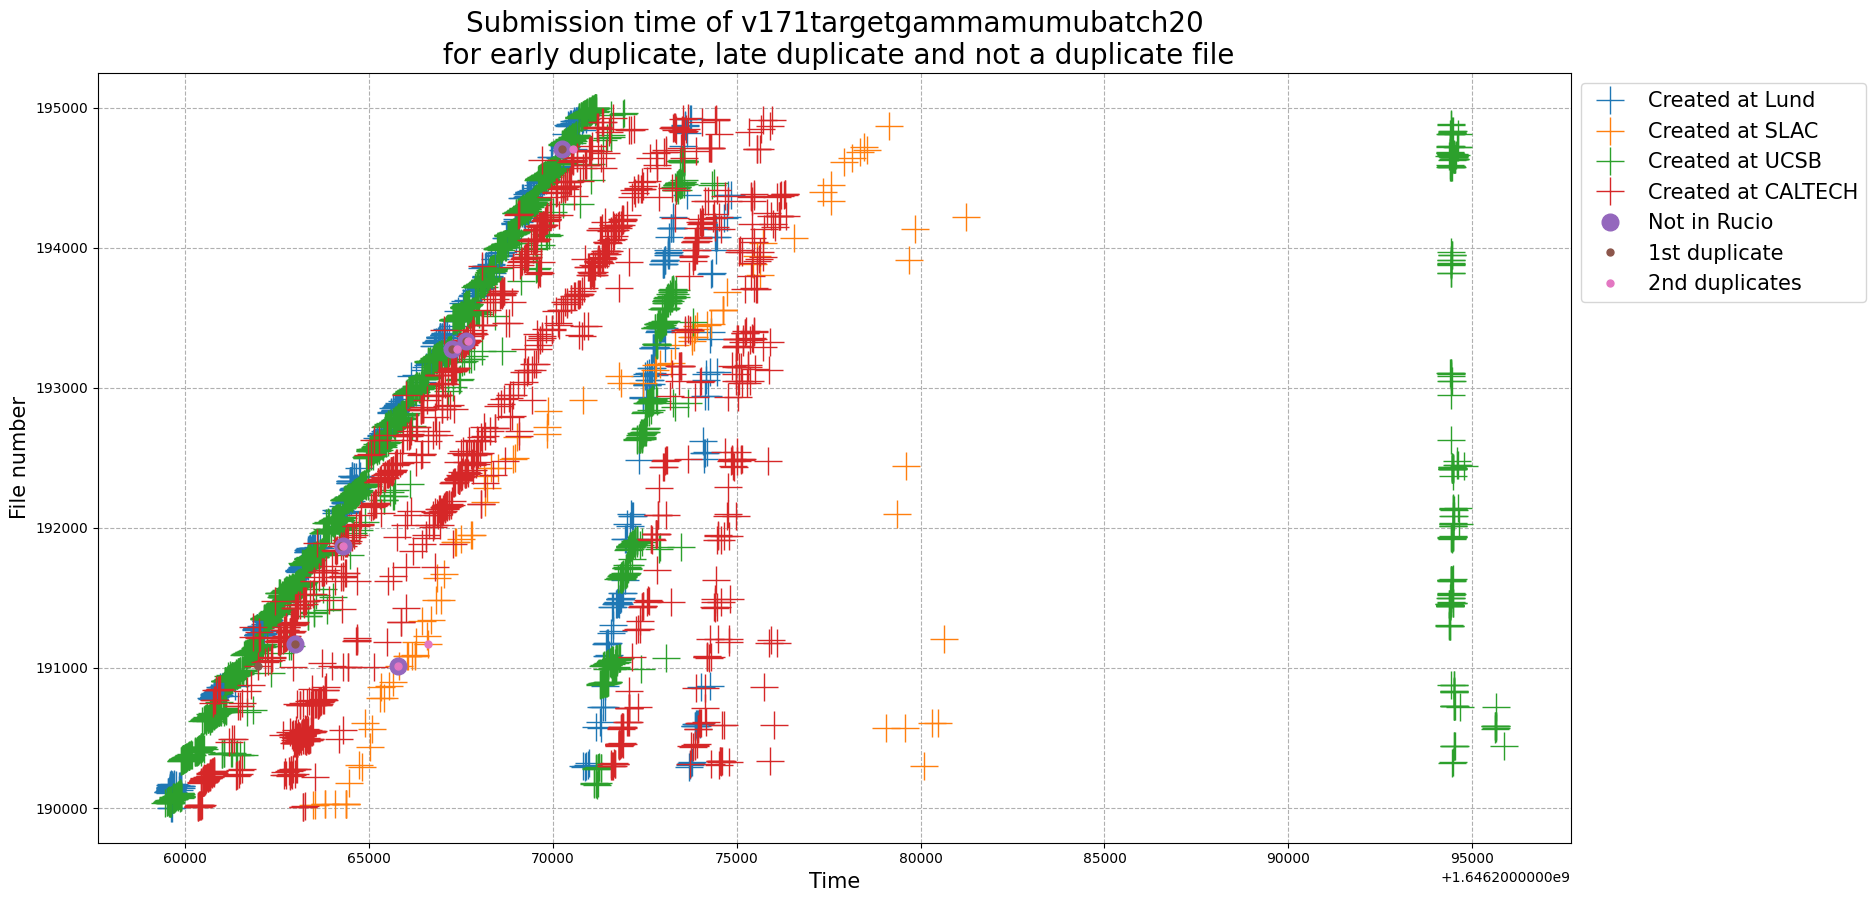 Submission time of v171targetgammamumubatch20
for early duplicate, late duplicate and not a duplicate file
File number
195000
194000
193000
192000
191000
190000
60000
65000
70000
75000
80000
85000
90000
95000
+1.6462000000e9
Time
Created at Lund
Created at SLAC
Created at UCSB
Created at CALTECH
Not in Rucio
1st duplicate
2nd duplicates